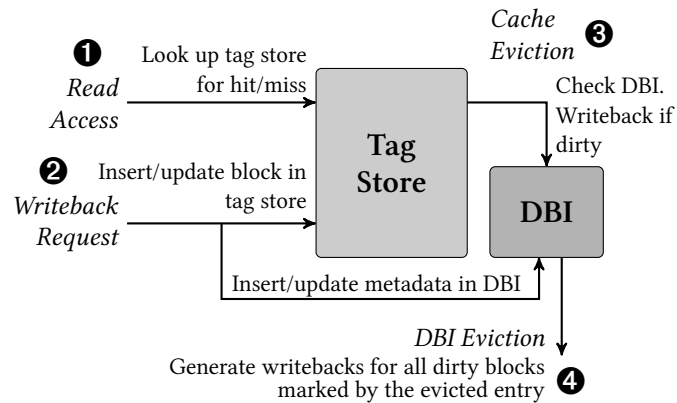 ❶
Read
Access
Look up tag store
for hit/miss
❷
Writeback
Request
Insert/update block in
tag store
Insert/update metadata in DBI
Tag
Store
Cache
Eviction
❸
Check DBI.
Writeback if
dirty
DBI
DBI Eviction
Generate writebacks for all dirty blocks
marked by the evicted entry
❹